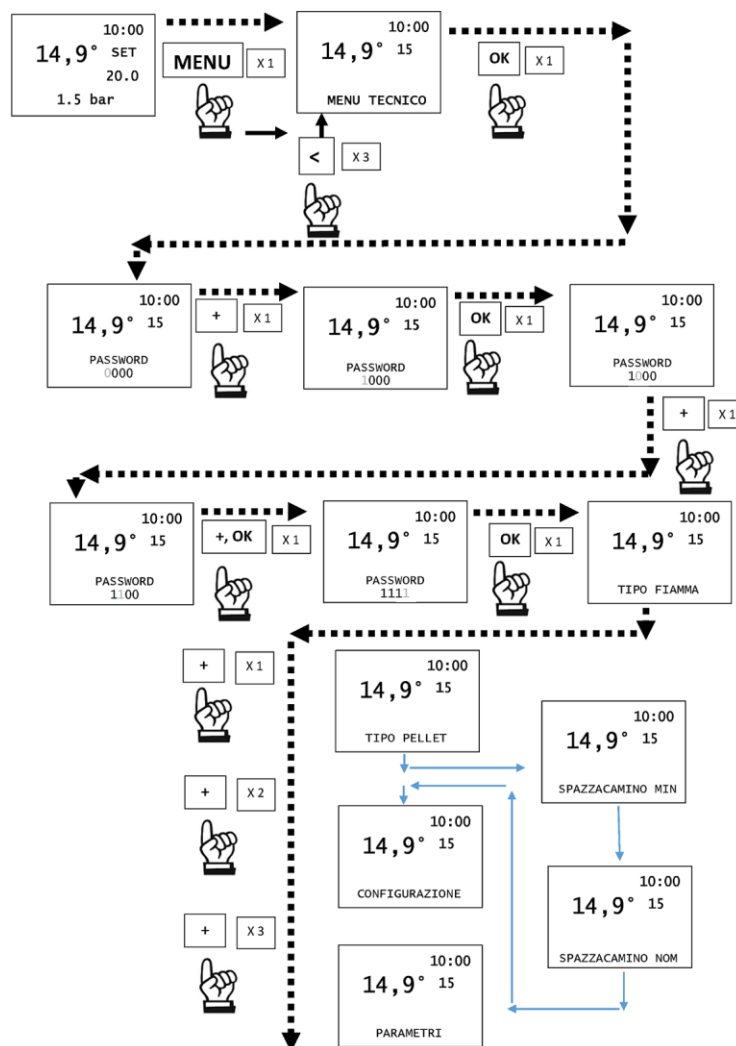 10:00
14,9° SET
20.0
1.5 bar
MENU
X 1
10:00
14,9° 15
MENU TECNICO
OK
X 1
<
X 3
10:00
14,9° 15
PASSWORD
0000
+
X 1
10:00
14,9° 15
PASSWORD
1000
OK
X 1
10:00
14,9° 15
PASSWORD
1000
+
X 1
10:00
14,9° 15
PASSWORD
1100
+, OK
X 1
10:00
14,9° 15
PASSWORD
1111
OK
X 1
10:00
14,9° 15
TIPO FIAMMA
+
X 1
10:00
14,9° 15
TIPO PELLET
10:00
14,9° 15
SPAZZACAMINO MIN
+
X 2
10:00
14,9° 15
CONFIGURAZIONE
10:00
14,9° 15
SPAZZACAMINO NOM
+
X 3
10:00
14,9° 15
PARAMETRI